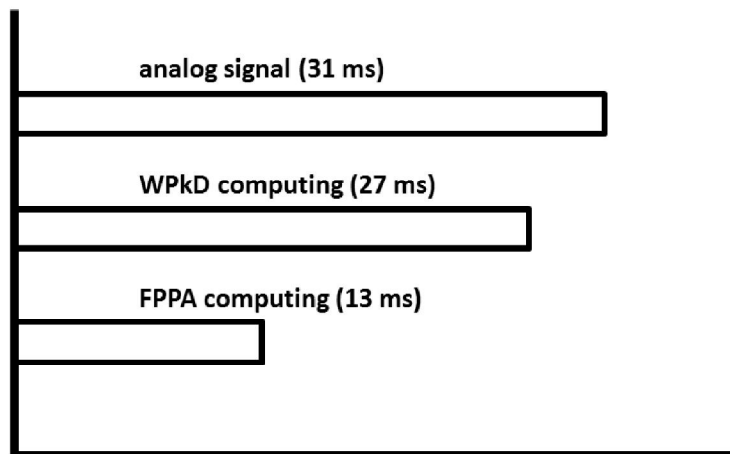 analog signal (31 ms)
WPkD computing (27 ms)
FPPA computing (13 ms)